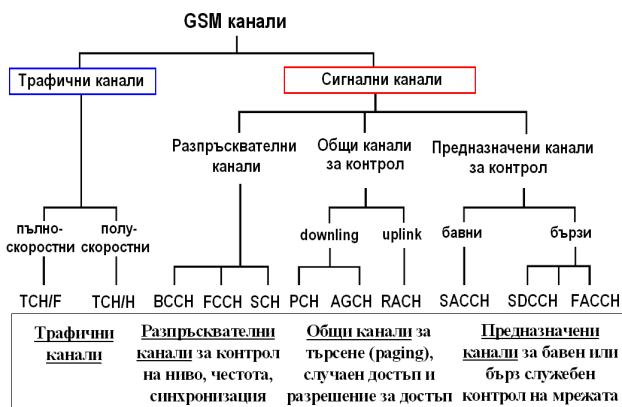 GSM канали
Трафични канали
Сигнални канали
Разпръсквателни
канали
Общи канали
за контрол
Предназначени канали
за контрол
пълно-
скоростни
полу-
скоростни
downling
uplink
бавни
бързи
TCH/F
TCH/H
BCCH
FCCH
SCH
PCH
AGCH
RACH
SACCH
SDCCH
FACCH
Трафични
канали
Разпръсквателни
канали за контрол
на ниво, честота,
синхронизация
Общи канали за
търсене (paging),
случаен достъп и
разрешение за достъп
Предназначени
канали за бавен или
бърз служебен
контрол на мрежата